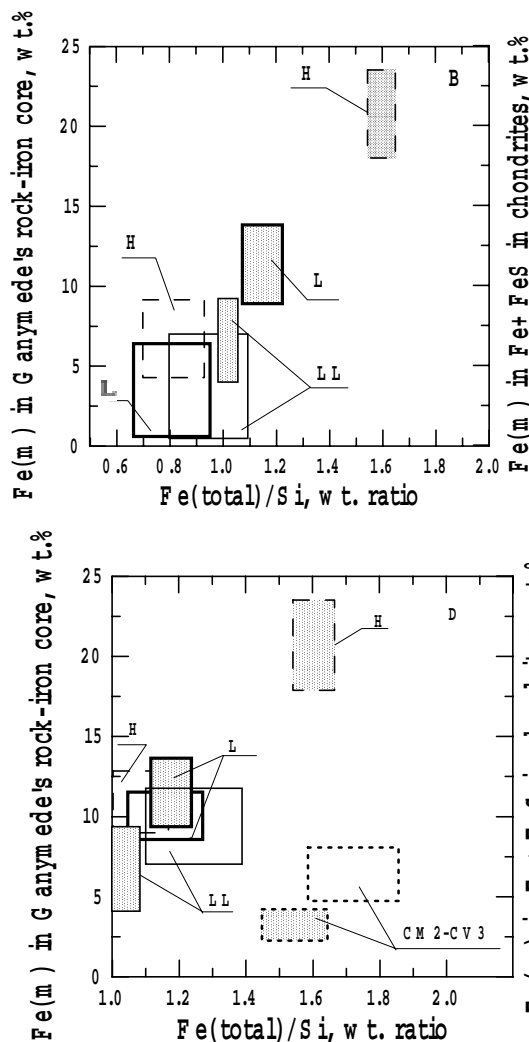 Fe(m) in Ganymede's rock-iron core, wt.%
25
20
15
10
5
0
H
B
H
L
L
LL
0.6 0.8 1.0 1.2 1.4 1.6 1.8 2.0
Fe(total)/Si, wt. ratio
Fe(m) in Fe+FeS in chondrites, wt.%
Fe(m) in Ganymede's rock-iron core, wt.%
25
20
15
10
5
0
D
H
H
L
LL
CM2-CV3
1.0 1.2 1.4 1.6 1.8 2.0
Fe(total)/Si, wt. ratio